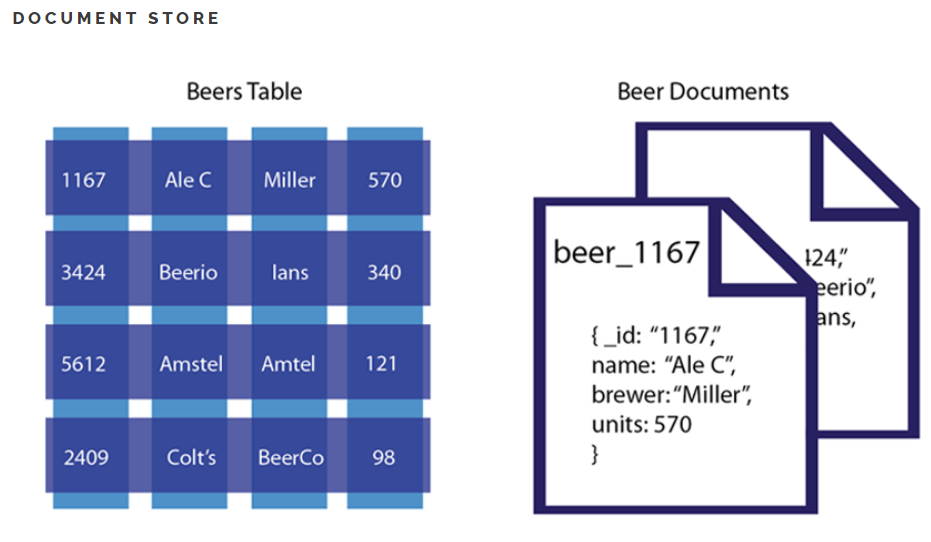 DOCUMENT STORE
Beers Table
1167 Ale C Miller 570
3424 Beerio Ians 340
5612 Amstel Amtel 121
2409 Colt's BeerCo 98
Beer Documents
beer_1167
{ _id: “1167,”
name: “Ale C”,
brewer:“Miller”,
units: 570
}
424,”
eerio”,
ans,